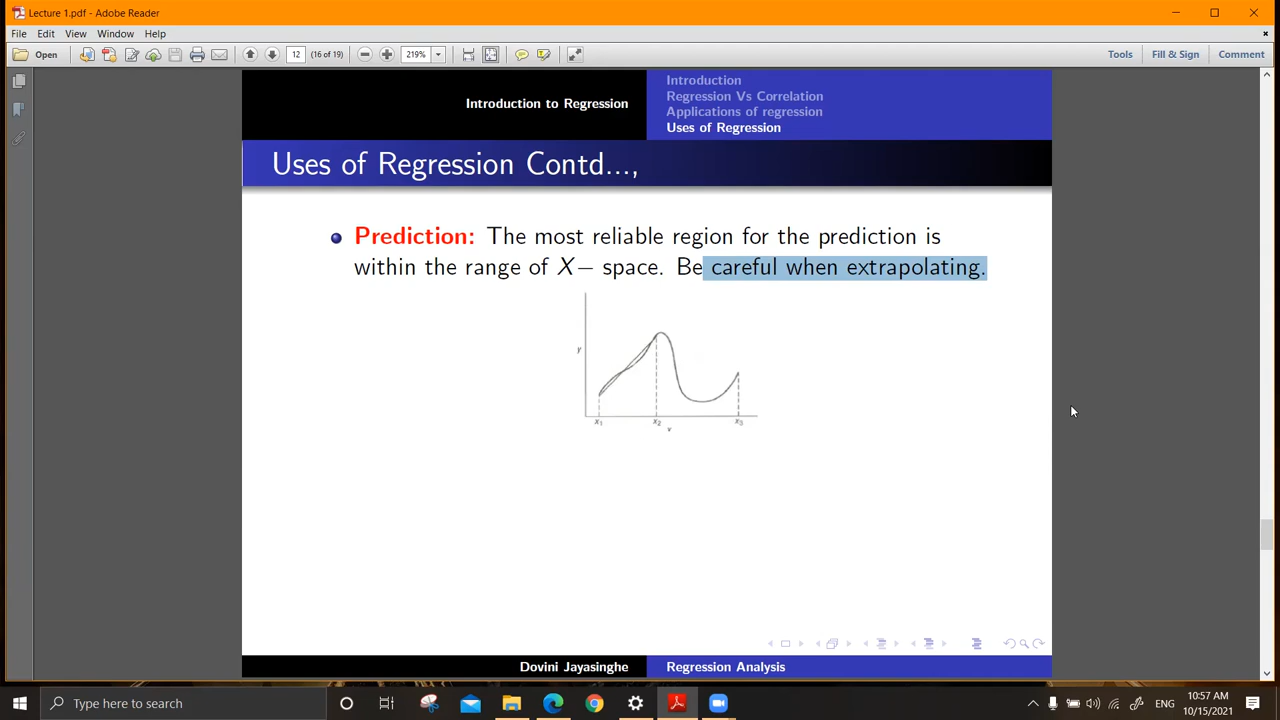 Lecture 1.pdf - Adobe Reader
File Edit View Window Help
Open 12 (16 of 19) 219% Tools Fill & Sign Comment
Introduction to Regression
Introduction
Regression Vs Correlation
Applications of regression
Uses of Regression
Uses of Regression Contd...,
Prediction: The most reliable region for the prediction is
within the range of X− space. Be careful when extrapolating.
y
x1 x2 x3
Dovini Jayasinghe Regression Analysis
Type here to search
ENG
10:57 AM
10/15/2021